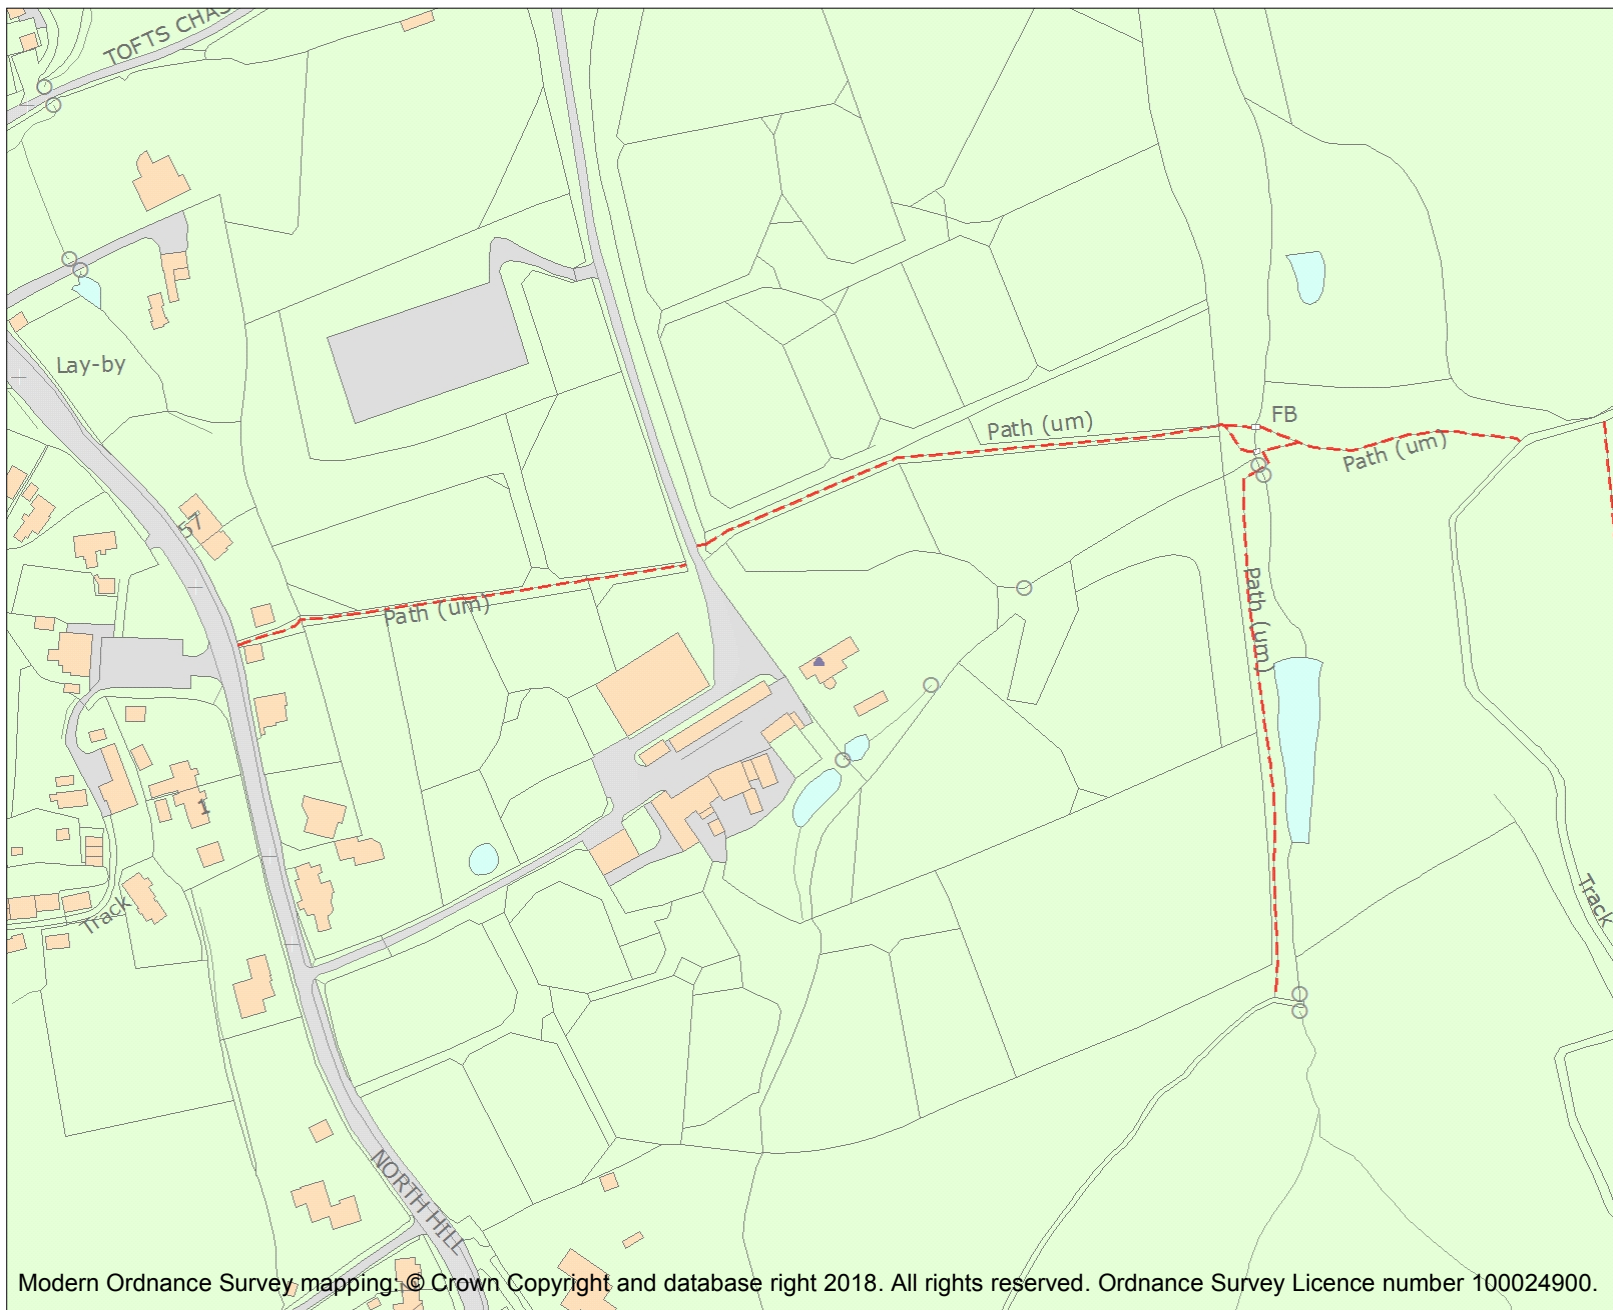 TOFTS CHAS
Lay-by
FB
Path (um)
Path (um)
57
Path (um)
Path (um)
1
Track
Track
NORTH HILL
Modern Ordnance Survey mapping: © Crown Copyright and database right 2018. All rights reserved. Ordnance Survey Licence number 100024900.